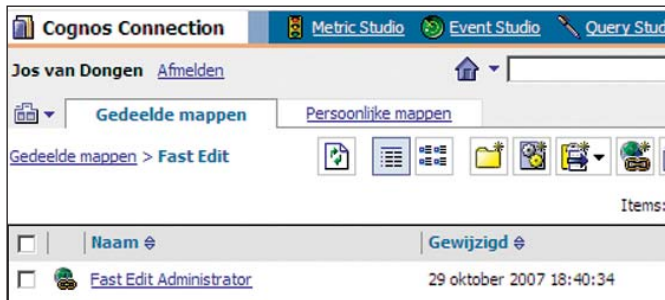 Cognos Connection Metric Studio Event Studio Query Stud
Jos van Dongen Afmelden
Gedeelde mappen Persoonlijke mappen
Gedeelde mappen > Fast Edit
Items:
Naam Gewijzigd
Fast Edit Administrator 29 oktober 2007 18:40:34